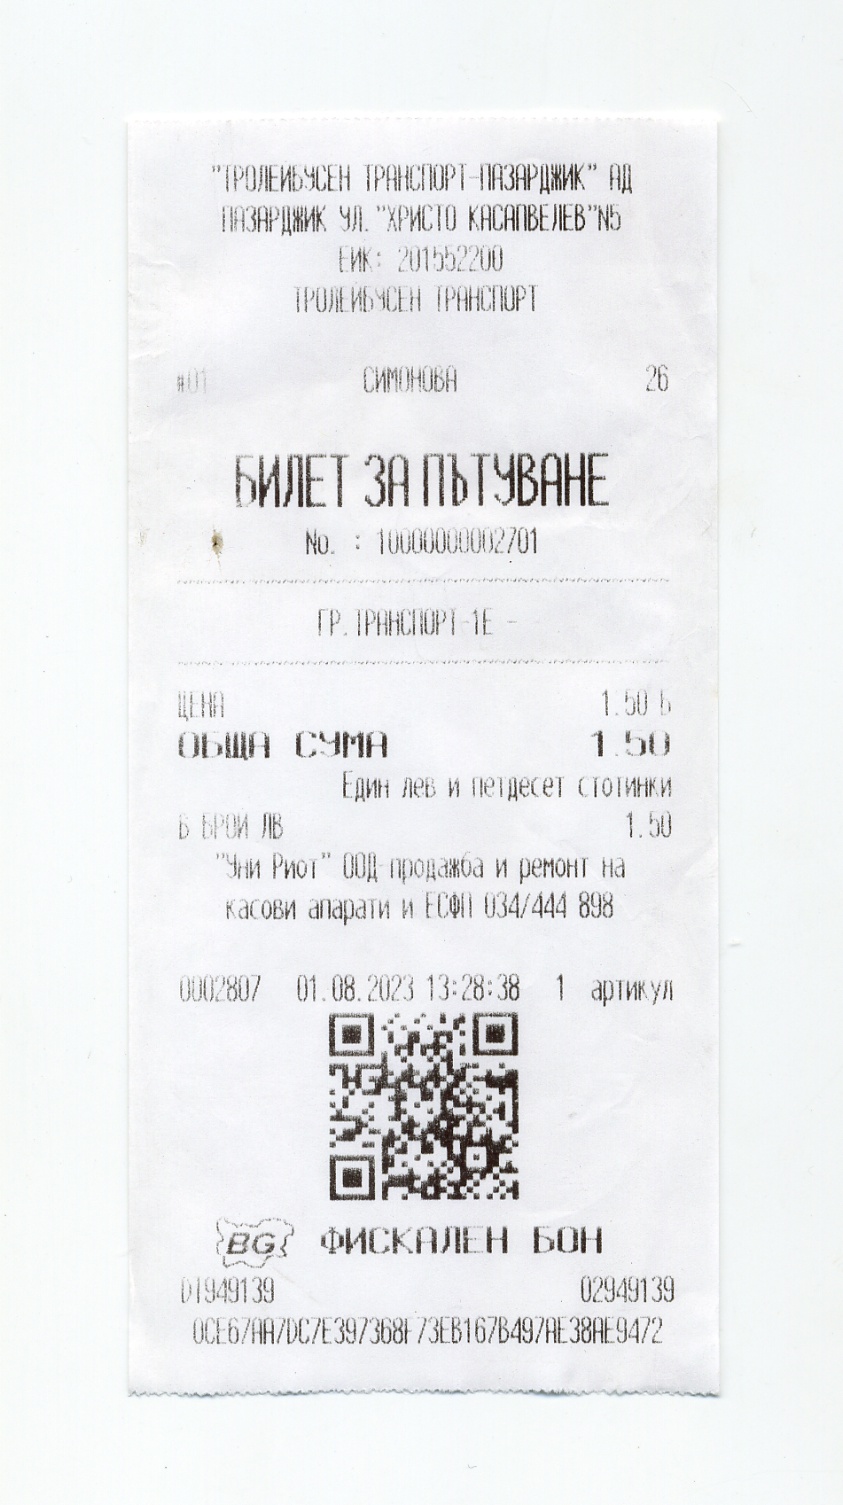 "ТРОЛЕЙБУСЕН ТРАНСПОРТ-ПАЗАРДЖИК" АД
ПАЗАРДЖИК УЛ."ХРИСТО КАСАПВЕЛЕВ"N5
ЕИК: 201552200
ТРОЛЕЙБУСЕН ТРАНСПОРТ
#01 СИМОНОВА 26
БИЛЕТ ЗА ПЪТУВАНЕ
No. : 10000000002701
ГР.ТРАНСПОРТ-1Е -
ЦЕНА 1.50 Б
ОБЩА СУМА 1.50
Един лев и петдесет стотинки
В БРОЙ ЛВ 1.50
"Уни Риот" ООД-продажба и ремонт на
касови апарати и ЕСФП 034/444 898
0002807 01.08.2023 13:28:38 1 артикул
BG ФИСКАЛЕН БОН
DT949139 02949139
0CE67AA7DC7E397368F73EB167B497AE38AE9472